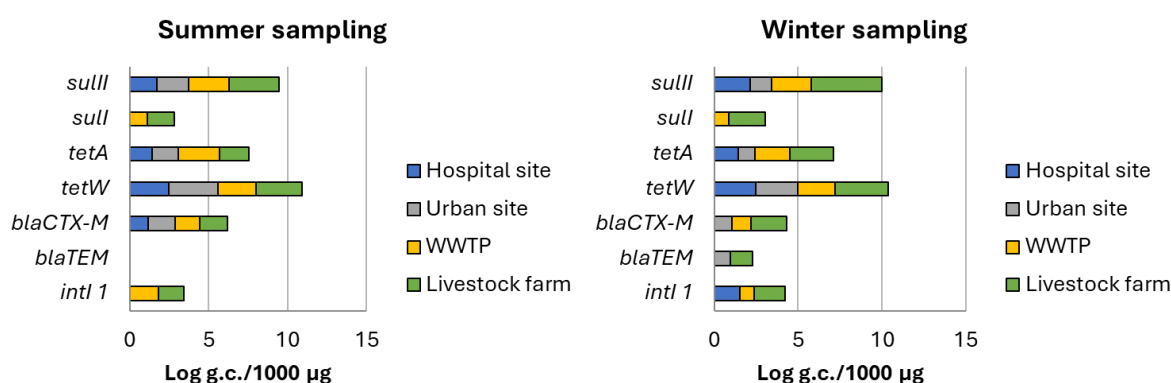 Summer sampling
sulII
sulI
tetA
tetW
blaCTX-M
blaTEM
intI 1
0 5 10 15
Log g.c./1000 µg
Hospital site
Urban site
WWTP
Livestock farm
Winter sampling
sulII
sulI
tetA
tetW
blaCTX-M
blaTEM
intI 1
0 5 10 15
Log g.c./1000 µg
Hospital site
Urban site
WWTP
Livestock farm